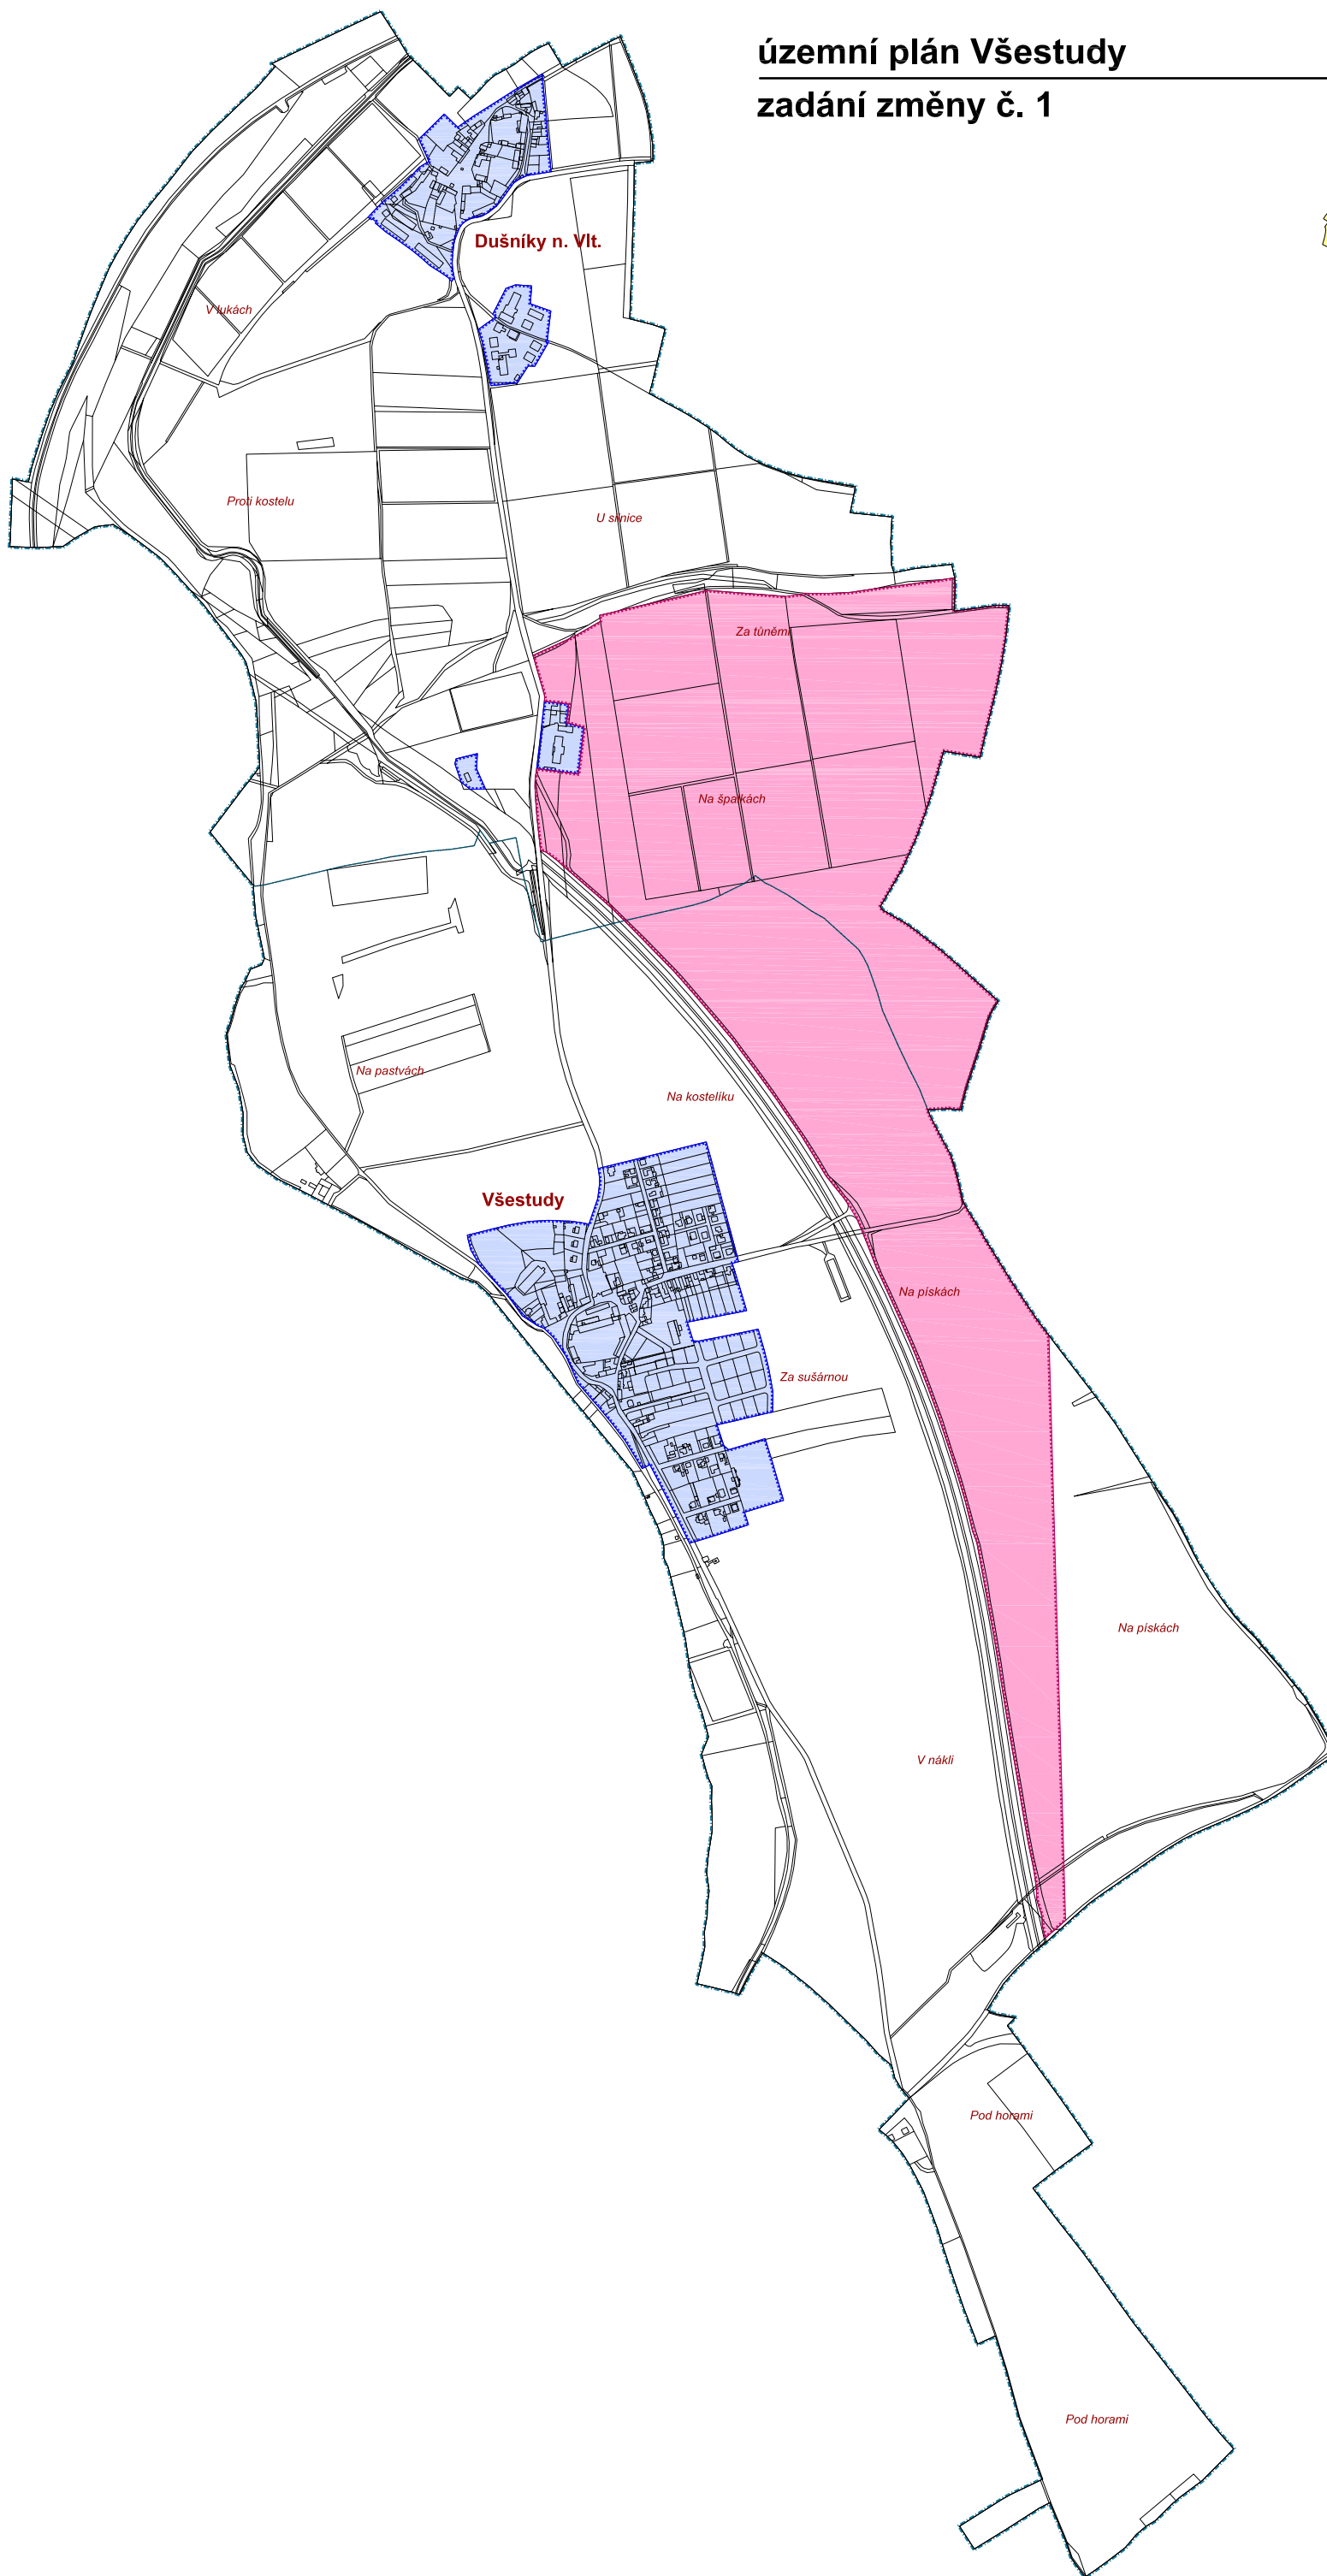 územní plán Všestudy
zadání změny č. 1
Dušníky n. Vlt.
V lukách
Proti kostelu
U silnice
Za tůněmi
Na špalkách
Na pastvách
Na kostelíku
Všestudy
Na pískách
Za sušárnou
Na pískách
V nákli
Pod horami
Pod horami